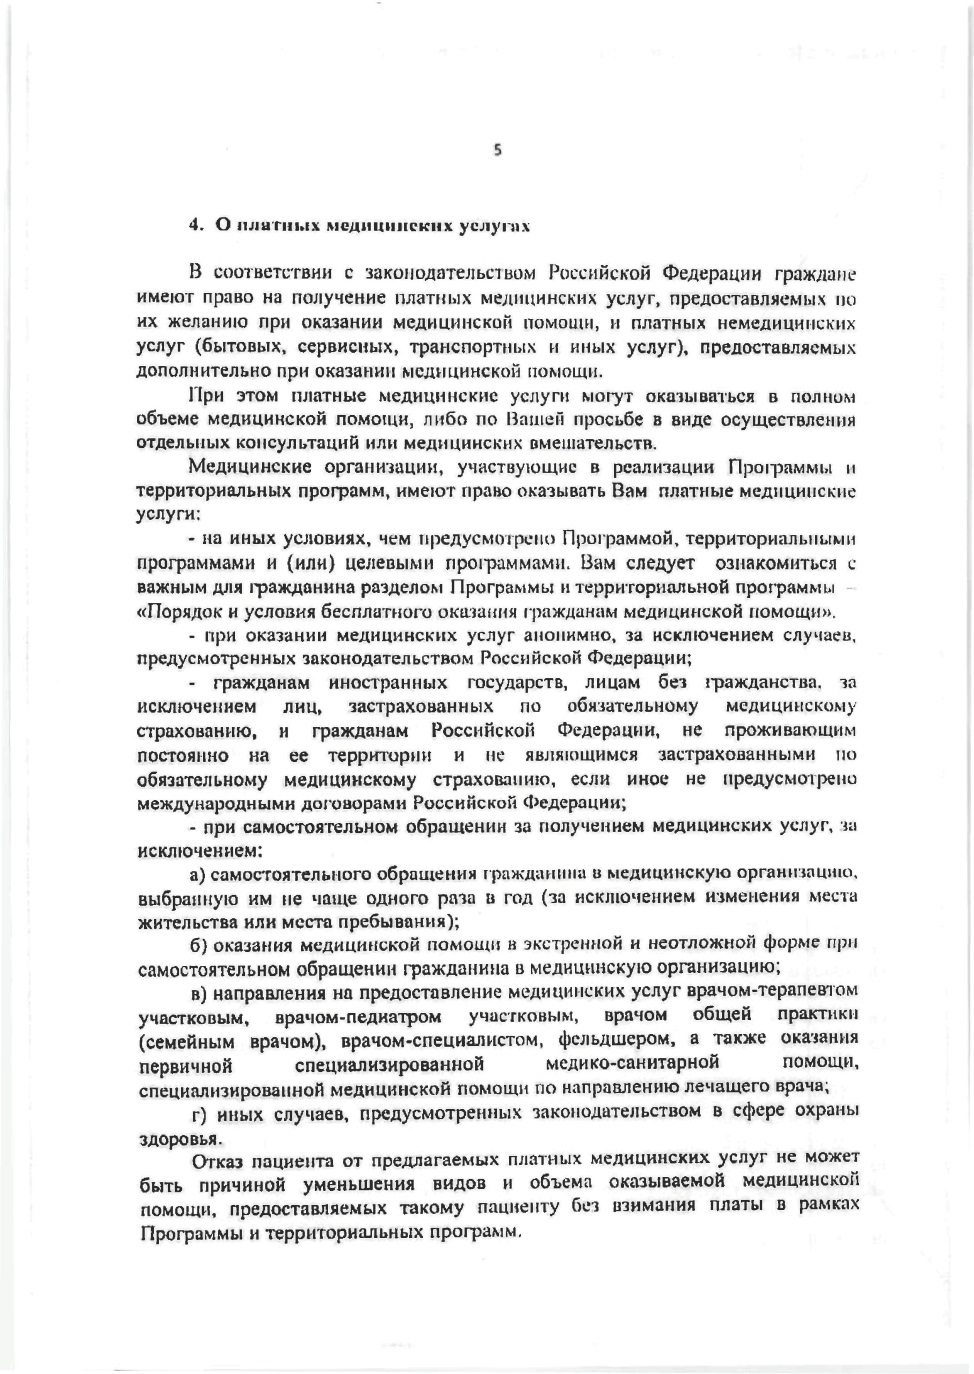 5
4. О платных медицинских услугах
В соответствии с законодательством Российской Федерации граждане
имеют право на получение платных медицинских услуг, предоставляемых по
их желанию при оказании медицинской помощи, и платных немедицинских
услуг (бытовых, сервисных, транспортных и иных услуг), предоставляемых
дополнительно при оказании медицинской помощи.
При этом платные медицинские услуги могут оказываться в полном
объеме медицинской помощи, либо по Вашей просьбе в виде осуществления
отдельных консультаций или медицинских вмешательств.
Медицинские организации, участвующие в реализации Программы и
территориальных программ, имеют право оказывать Вам платные медицинские
услуги:
- на иных условиях, чем предусмотрено Программой, территориальными
программами и (или) целевыми программами. Вам следует ознакомиться с
важным для гражданина разделом Программы и территориальной программы –
«Порядок и условия бесплатного оказания гражданам медицинской помощи».
- при оказании медицинских услуг анонимно, за исключением случаев,
предусмотренных законодательством Российской Федерации;
- гражданам иностранных государств, лицам без гражданства, за
исключением лиц, застрахованных по обязательному медицинскому
страхованию, и гражданам Российской Федерации, не проживающим
постоянно на ее территории и не являющимся застрахованными по
обязательному медицинскому страхованию, если иное не предусмотрено
международными договорами Российской Федерации;
- при самостоятельном обращении за получением медицинских услуг, за
исключением:
а) самостоятельного обращения гражданина в медицинскую организацию,
выбранную им не чаще одного раза в год (за исключением изменения места
жительства или места пребывания);
б) оказания медицинской помощи в экстренной и неотложной форме при
самостоятельном обращении гражданина в медицинскую организацию;
в) направления на предоставление медицинских услуг врачом-терапевтом
участковым, врачом-педиатром участковым, врачом общей практики
(семейным врачом), врачом-специалистом, фельдшером, а также оказания
первичной специализированной медико-санитарной помощи,
специализированной медицинской помощи по направлению лечащего врача;
г) иных случаев, предусмотренных законодательством в сфере охраны
здоровья.
Отказ пациента от предлагаемых платных медицинских услуг не может
быть причиной уменьшения видов и объема оказываемой медицинской
помощи, предоставляемых такому пациенту без взимания платы в рамках
Программы и территориальных программ.